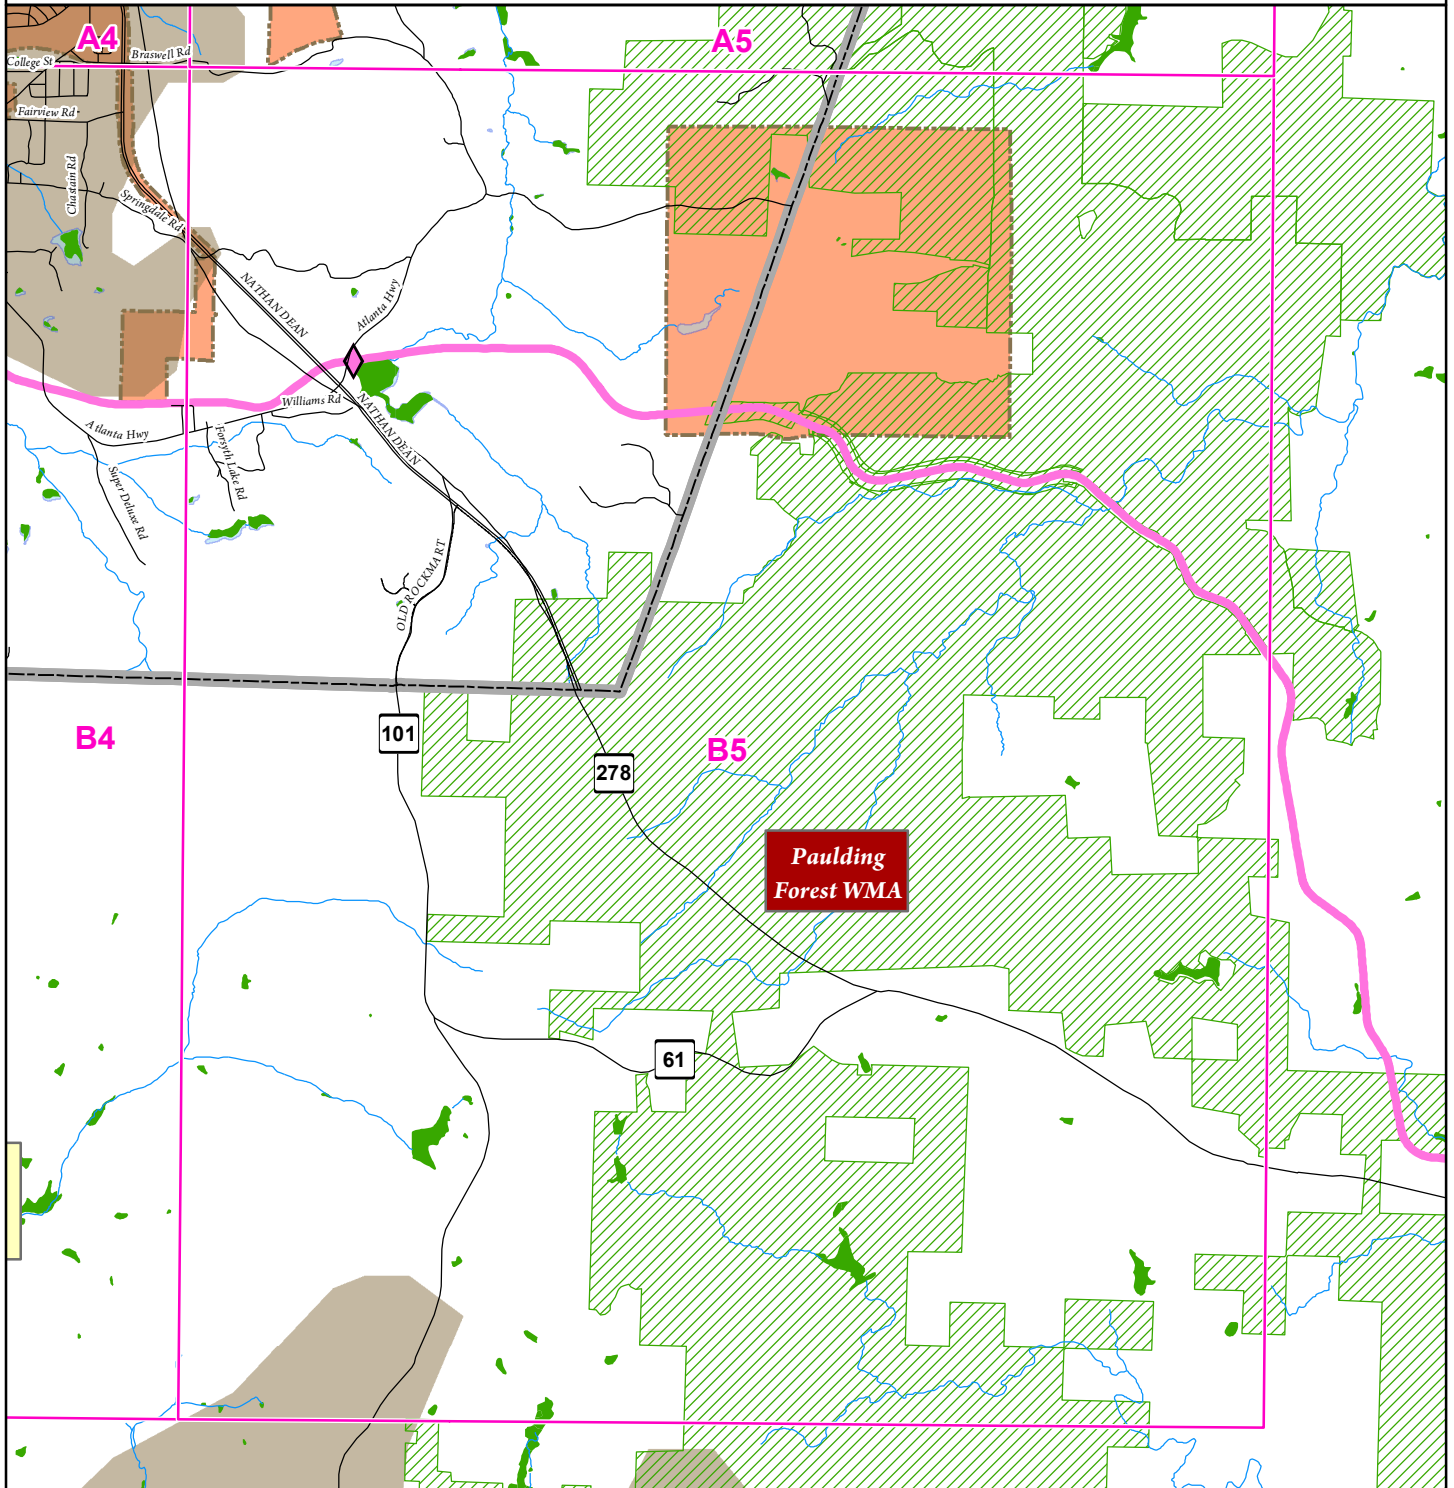 A4
A5
Braswell Rd
College St
Fairview Rd
Chastain Rd
Springdale Rd
NATHAN DEAN
Atlanta Hwy
Williams Rd
NATHAN DEAN
Atlanta Hwy
Forsyth Lake Rd
Super Deluxe Rd
OLD ROCKMART
B4
101
B5
278
Paulding
Forest WMA
61